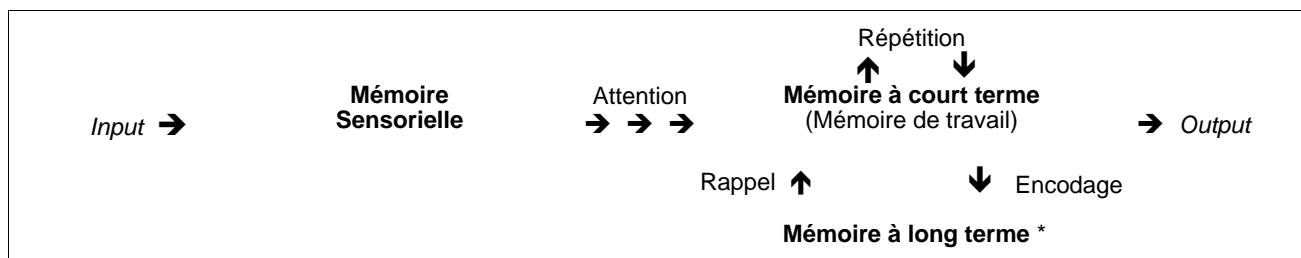 Répétition
Mémoire Attention Mémoire à court terme
Input Sensorielle (Mémoire de travail) Output
Rappel Encodage
Mémoire à long terme *